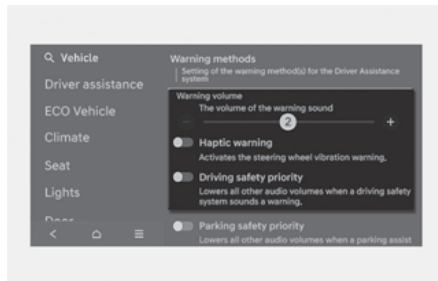 Vehicle
Driver assistance
ECO Vehicle
Climate
Seat
Lights
Door
Warning methods
Setting of the warning method(s) for the Driver Assistance
system
Warning volume
The volume of the warning sound
2
Haptic warning
Activates the steering wheel vibration warning.
Driving safety priority
Lowers all other audio volumes when a driving safety
system sounds a warning.
Parking safety priority
Lowers all other audio volumes when a parking assist